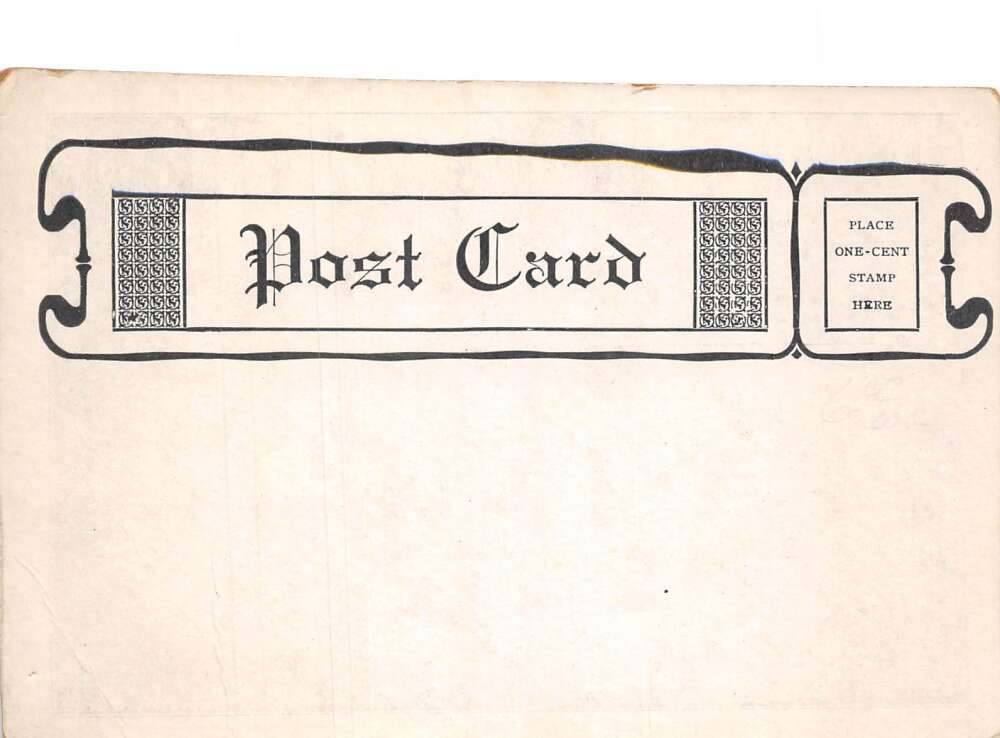 Post Card
PLACE
ONE-CENT
STAMP
HERE